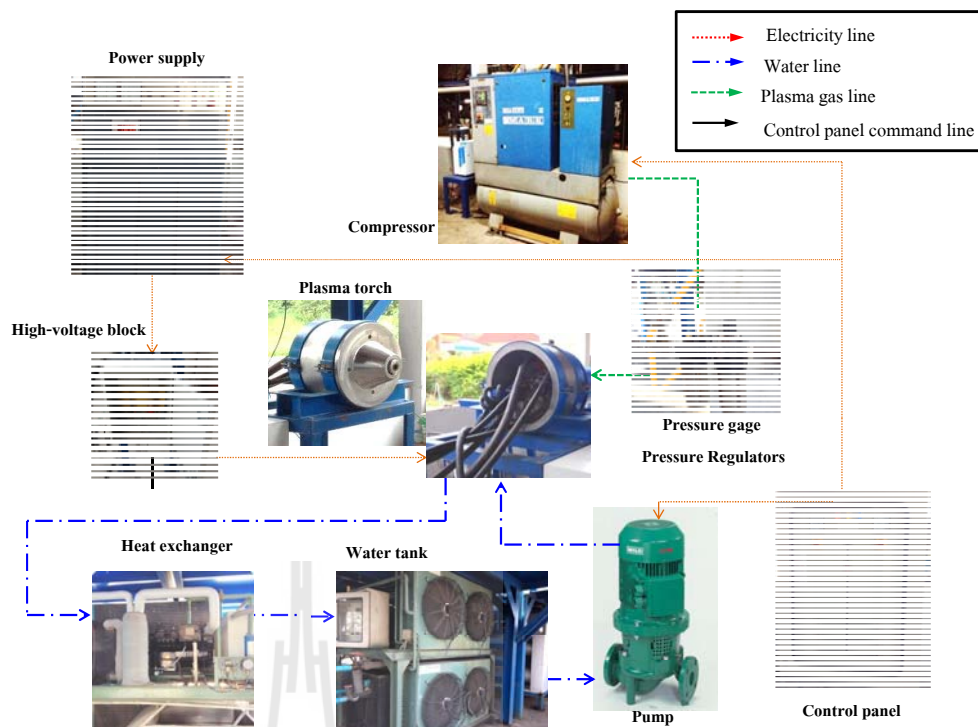 Power supply
Electricity line
Water line
Plasma gas line
Control panel command line
Compressor
Plasma torch
High-voltage block
Pressure gage
Pressure Regulators
Heat exchanger
Water tank
Pump
Control panel